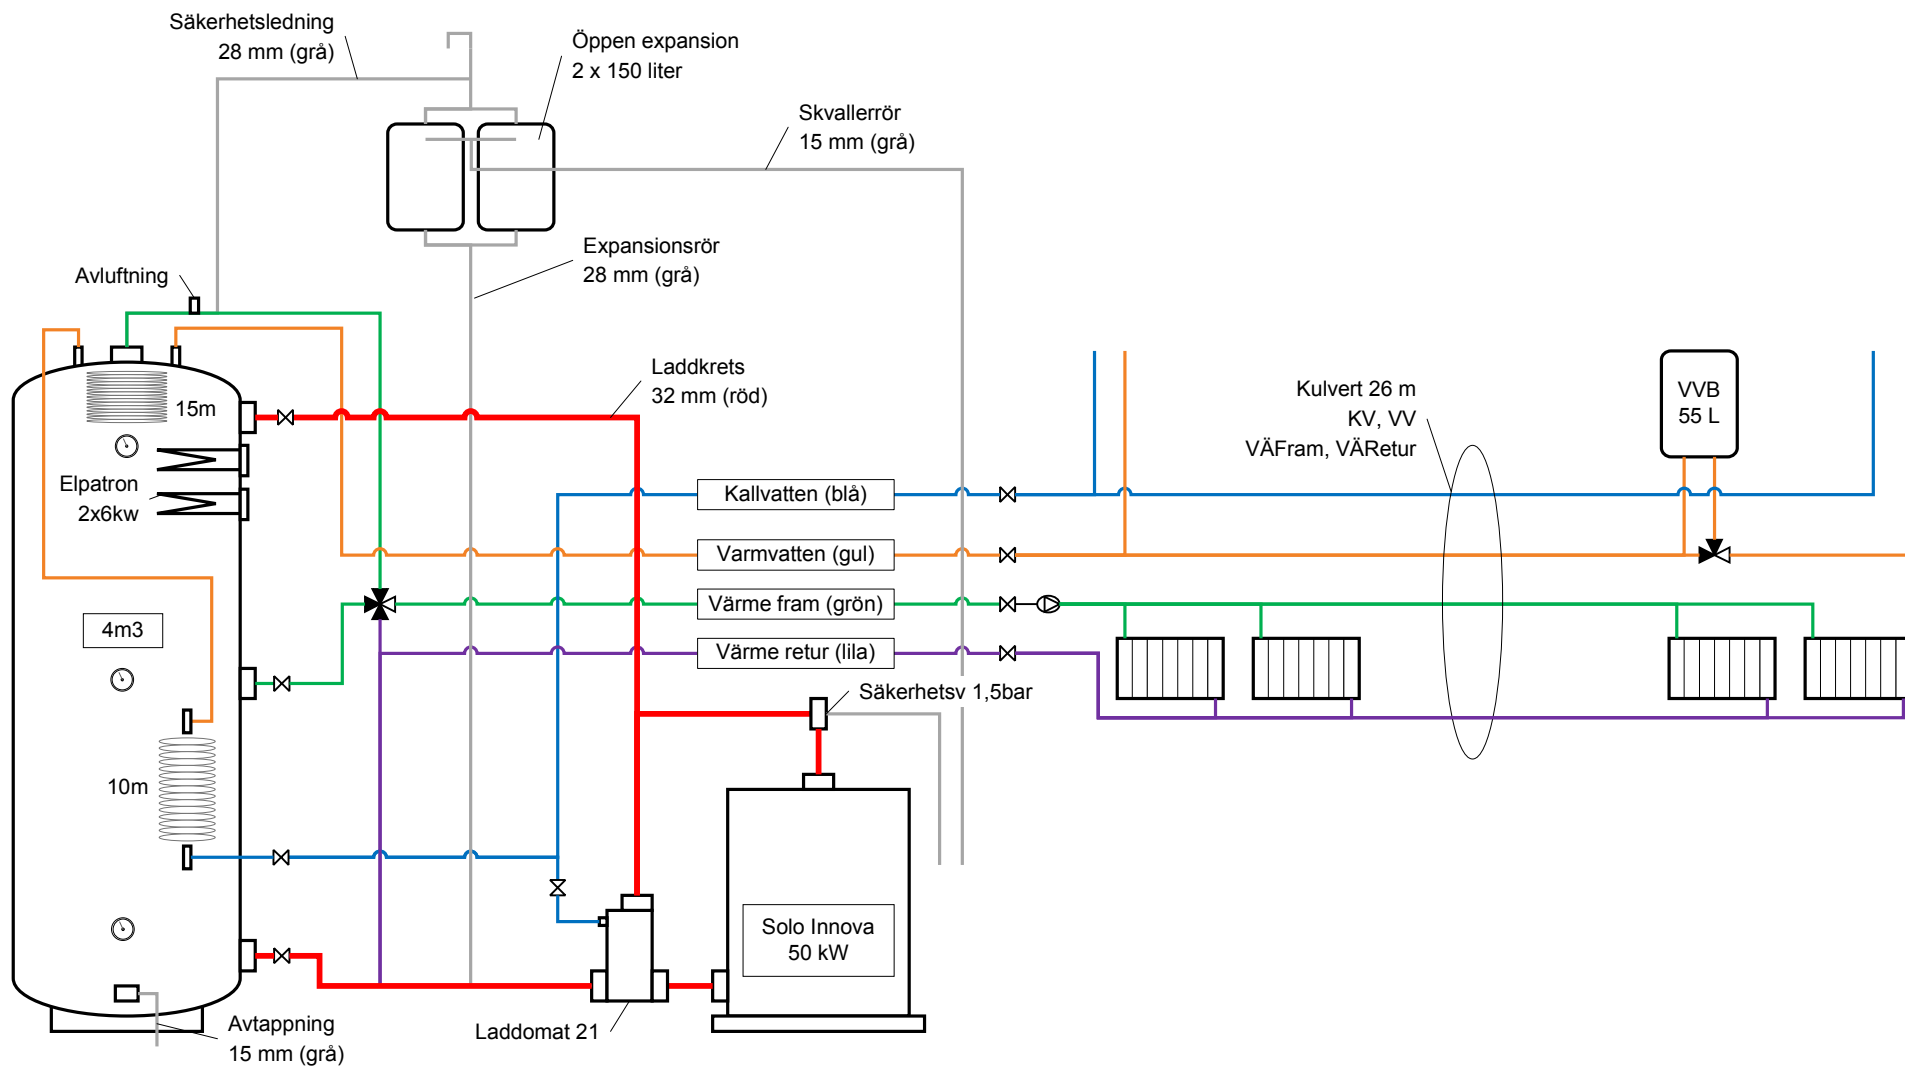 Säkerhetsledning
28 mm (grå)
Öppen expansion
2 x 150 liter
Skvallerrör
15 mm (grå)
Expansionsrör
28 mm (grå)
Avluftning
Laddkrets
32 mm (röd)
15m
Elpatron
2x6kw
Kulvert 26 m
KV, VV
VÄFram, VÄRetur
VVB
55 L
Kallvatten (blå)
Varmvatten (gul)
Värme fram (grön)
Värme retur (lila)
4m3
Säkerhetsv 1,5bar
10m
Solo Innova
50 kW
Laddomat 21
Avtappning
15 mm (grå)